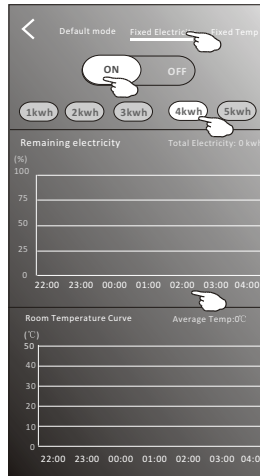 Default mode Fixed Electric Fixed Temp
ON OFF
1kwh 2kwh 3kwh 4kwh 5kwh
Remaining electricity Total Electricity: 0 kwh
(%)
100
75
50
25
0
22:00 23:00 00:00 01:00 02:00 03:00 04:00
Room Temperature Curve Average Temp:0℃
(℃)
50
40
30
20
10
0
22:00 23:00 00:00 01:00 02:00 03:00 04:0